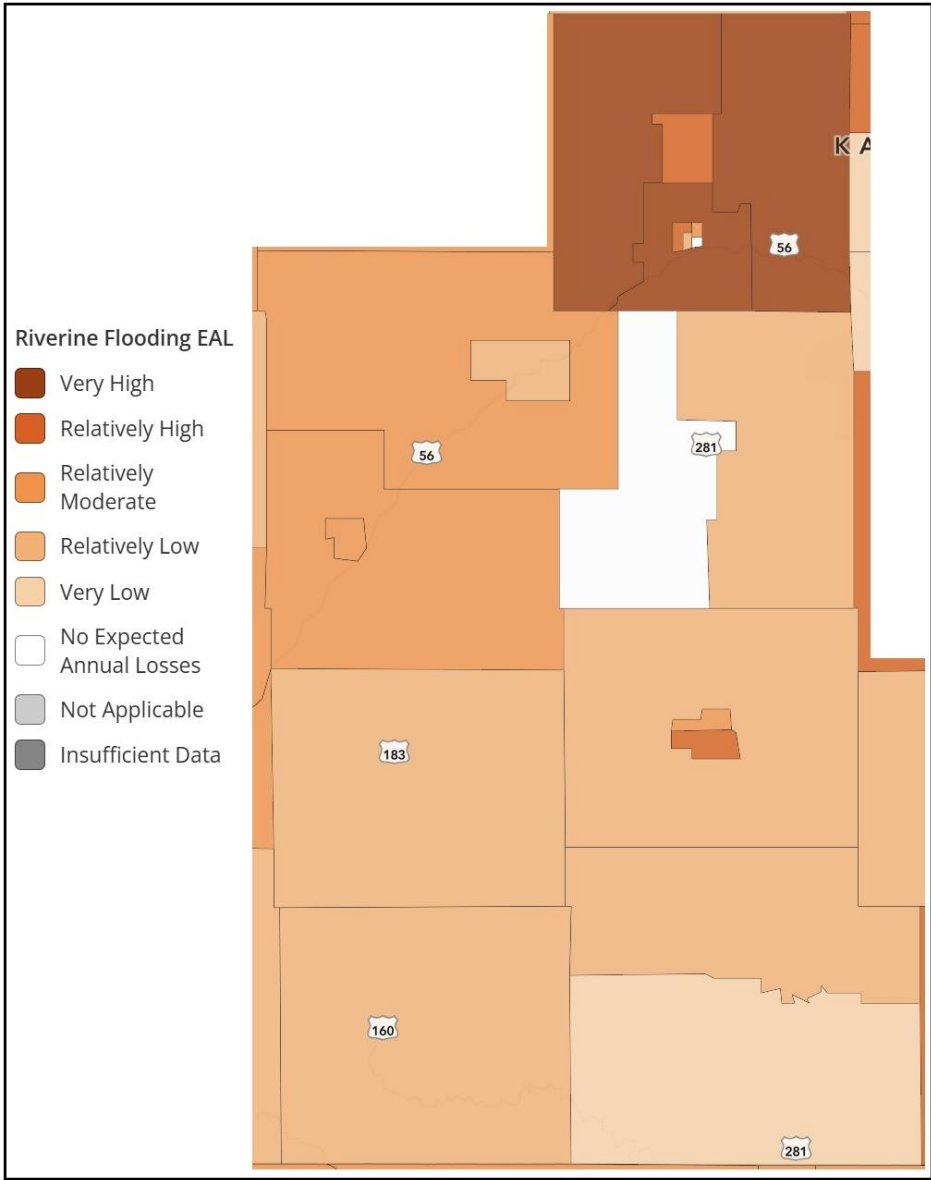 Riverine Flooding EAL
Very High
Relatively High
Relatively
Moderate
Relatively Low
Very Low
No Expected
Annual Losses
Not Applicable
Insufficient Data
K A
56
281
56
183
160
281